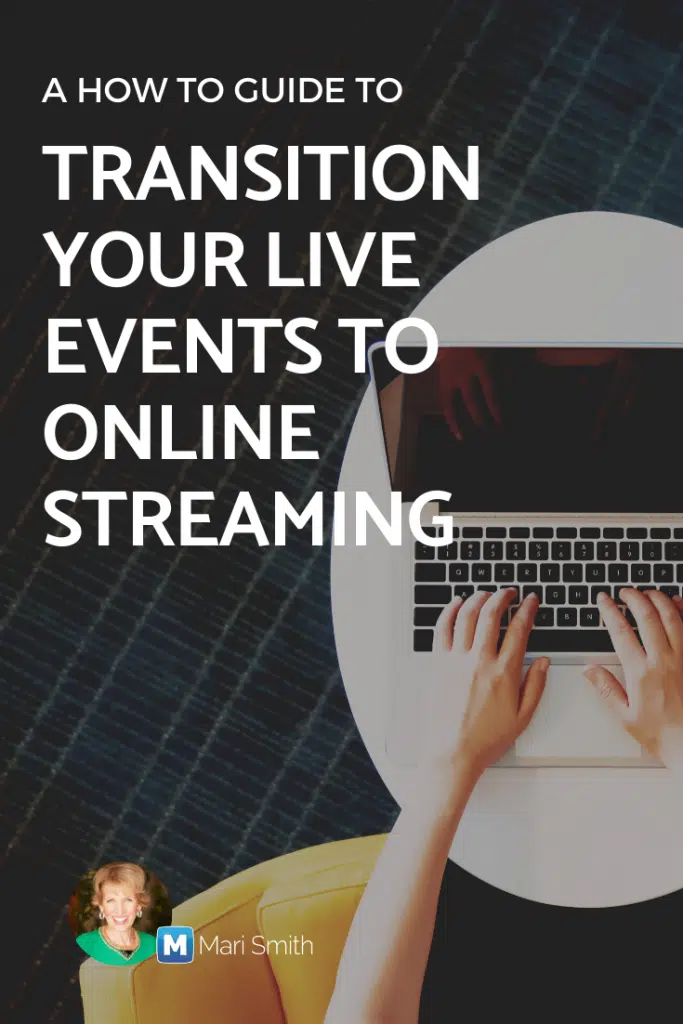 A HOW TO GUIDE TO
TRANSITION
YOUR LIVE
EVENTS TO
ONLINE
STREAMING
M Mari Smith